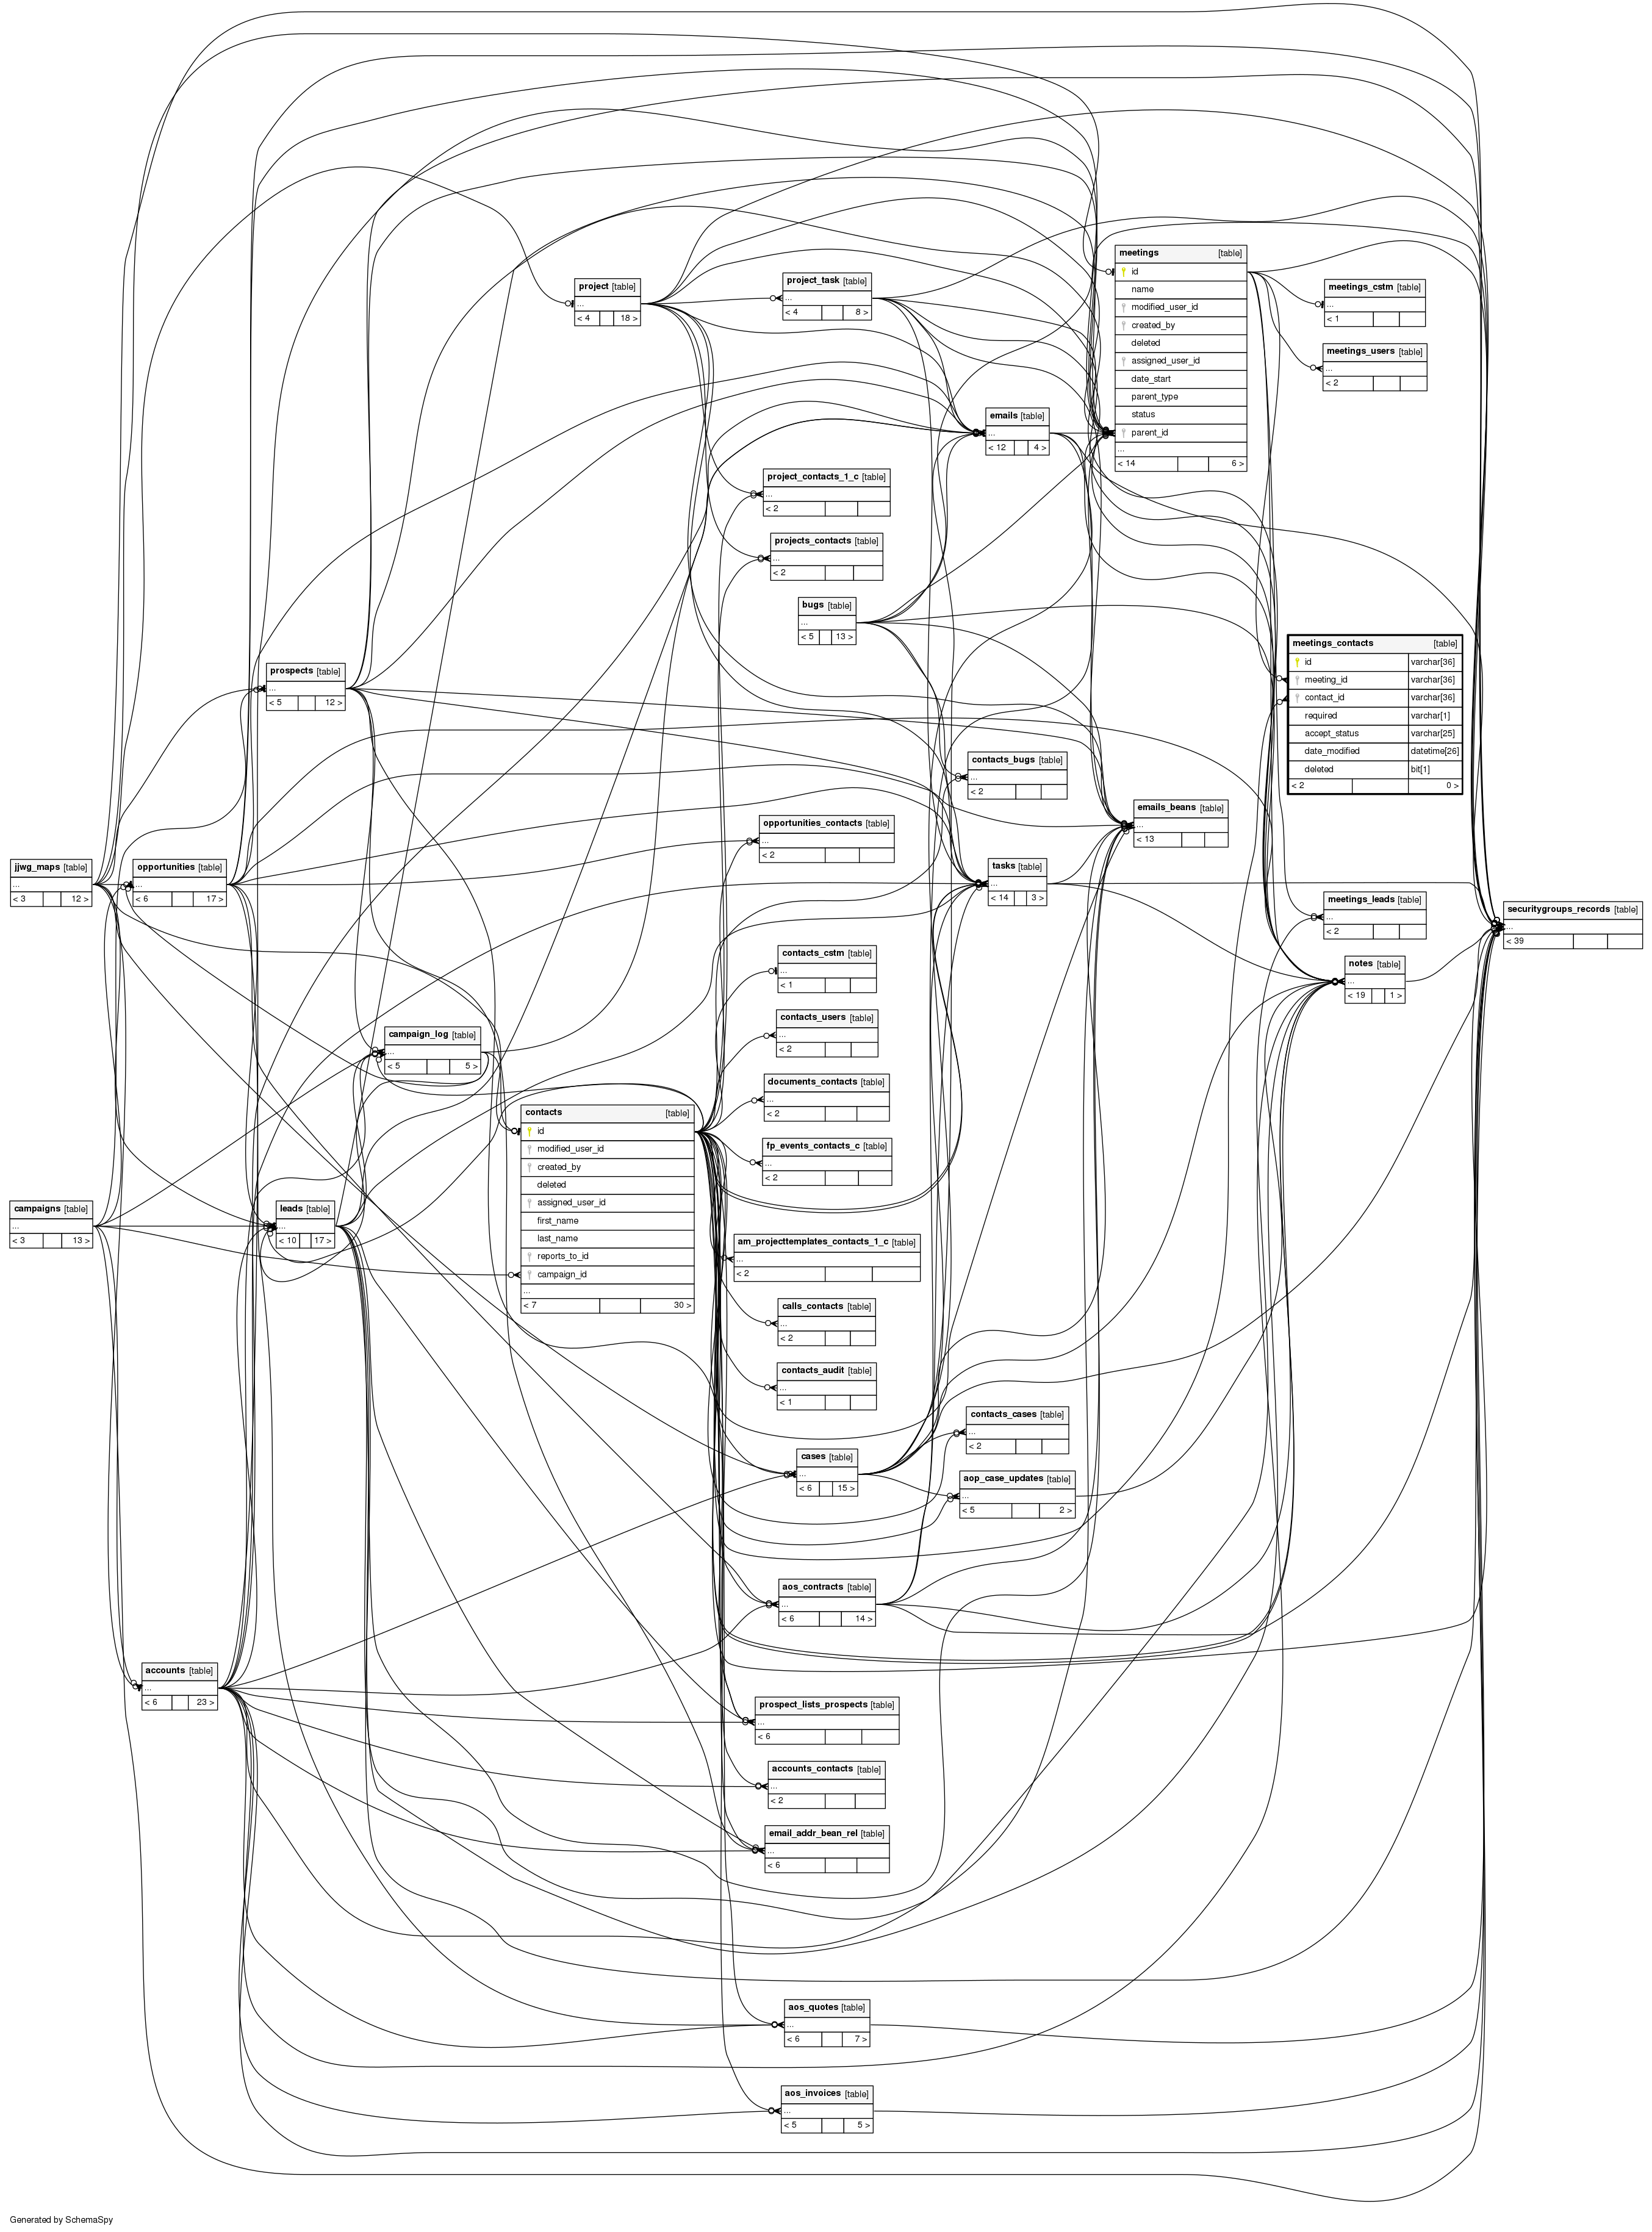 meetings [table]
id
name
modified_user_id
created_by
deleted
assigned_user_id
date_start
parent_type
status
parent_id
...
< 14 6 >
project [table]
...
< 4 18 >
project_task [table]
...
< 4 8 >
meetings_cstm [table]
...
< 1
meetings_users [table]
...
< 2
emails [table]
...
< 12 4 >
project_contacts_1_c [table]
...
< 2
projects_contacts [table]
...
< 2
bugs [table]
...
< 5 13 >
meetings_contacts [table]
id varchar[36]
meeting_id varchar[36]
contact_id varchar[36]
required varchar[1]
accept_status varchar[25]
date_modified datetime[26]
deleted bit[1]
< 2 0 >
prospects [table]
...
< 5 12 >
contacts_bugs [table]
...
< 2
emails_beans [table]
...
< 13
opportunities_contacts [table]
...
< 2
jjwg_maps [table]
...
< 3 12 >
opportunities [table]
...
< 6 17 >
tasks [table]
...
< 14 3 >
meetings_leads [table]
...
< 2
securitygroups_records [table]
...
< 39
contacts_cstm [table]
...
< 1
notes [table]
...
< 19 1 >
contacts_users [table]
...
< 2
campaign_log [table]
...
< 5 5 >
documents_contacts [table]
...
< 2
contacts [table]
id
modified_user_id
created_by
deleted
assigned_user_id
first_name
last_name
reports_to_id
campaign_id
...
< 7 30 >
fp_events_contacts_c [table]
...
< 2
campaigns [table]
...
< 3 13 >
leads [table]
...
< 10 17 >
am_projecttemplates_contacts_1_c [table]
...
< 2
calls_contacts [table]
...
< 2
contacts_audit [table]
...
< 1
contacts_cases [table]
...
< 2
cases [table]
...
< 6 15 >
aop_case_updates [table]
...
< 5 2 >
aos_contracts [table]
...
< 6 14 >
accounts [table]
...
< 6 23 >
prospect_lists_prospects [table]
...
< 6
accounts_contacts [table]
...
< 2
email_addr_bean_rel [table]
...
< 6
aos_quotes [table]
...
< 6 7 >
aos_invoices [table]
...
< 5 5 >
Generated by SchemaSpy